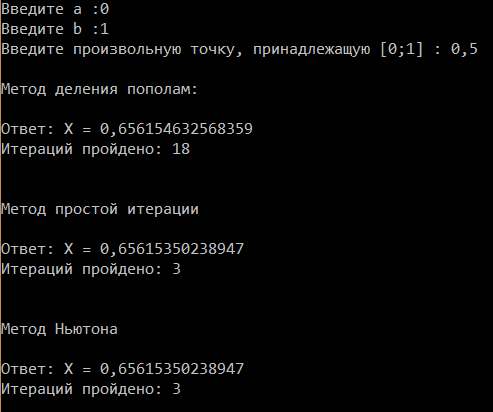 Введите a :0
Введите b :1
Введите произвольную точку, принадлежащую [0;1] : 0,5
Метод деления пополам:
Ответ: X = 0,656154632568359
Итераций пройдено: 18
Метод простой итерации
Ответ: X = 0,65615350238947
Итераций пройдено: 3
Метод Ньютона
Ответ: X = 0,65615350238947
Итераций пройдено: 3